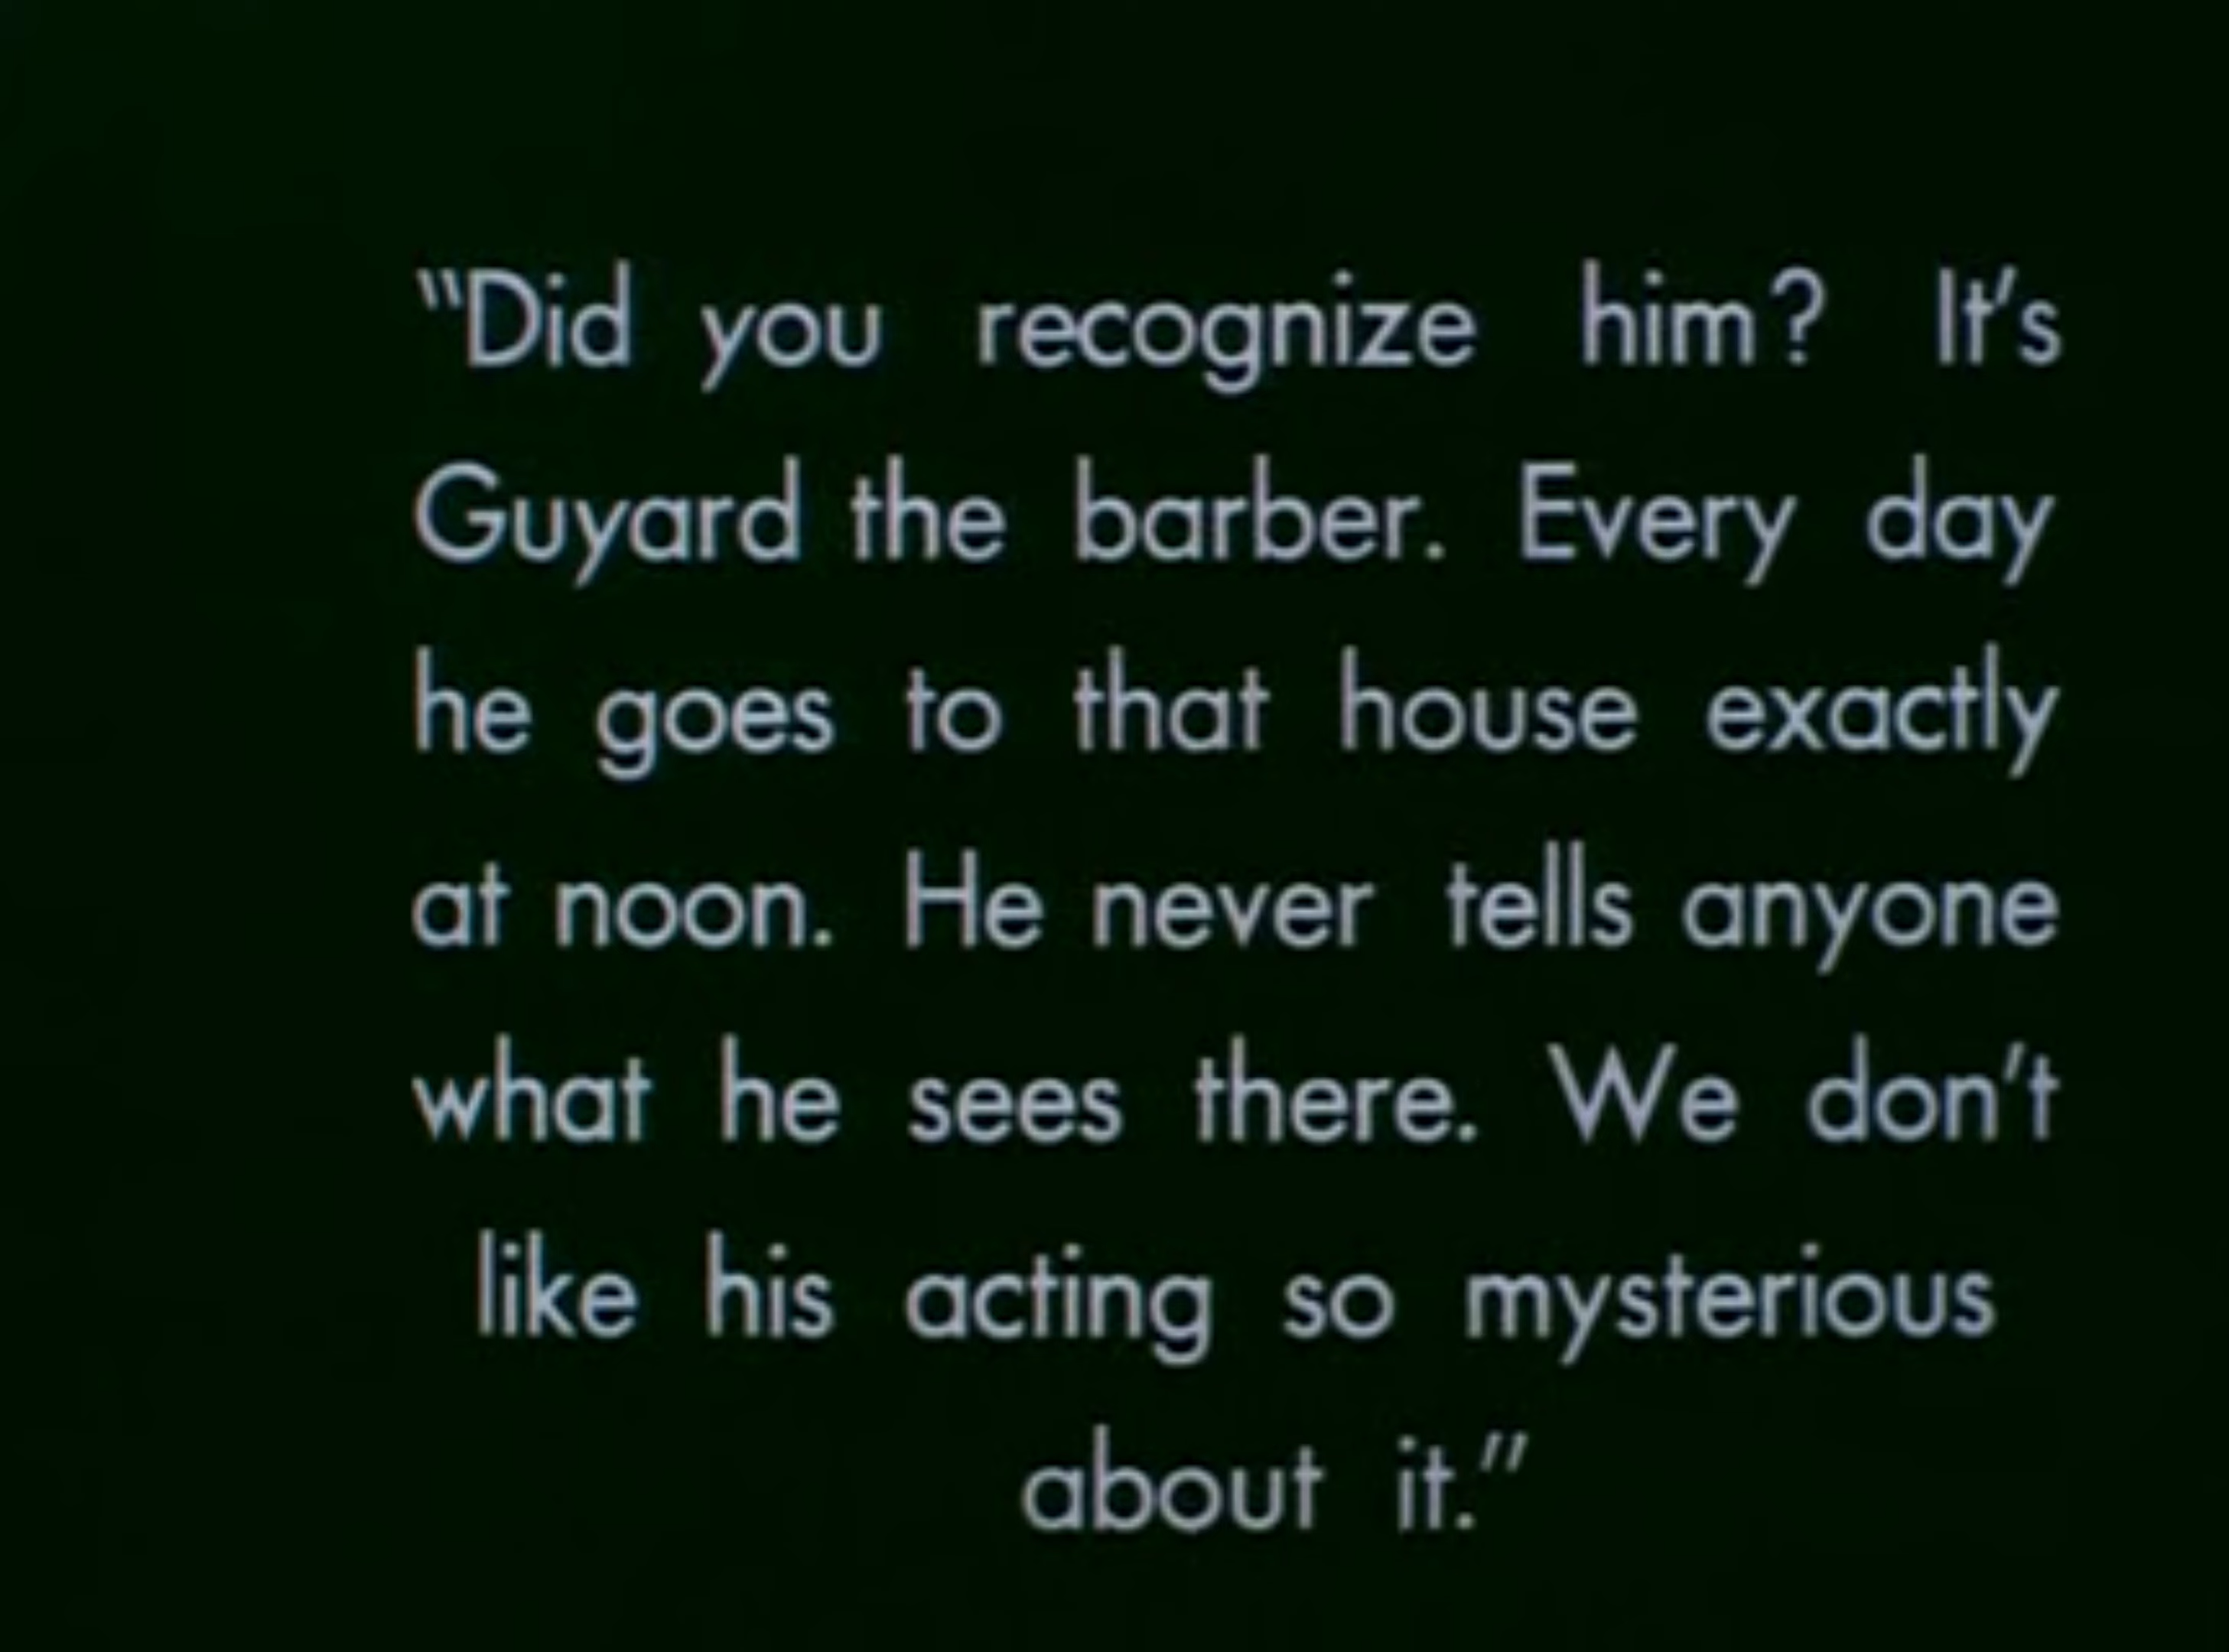 “Did you recognize him? It’s
Guyard the barber. Every day
he goes to that house exactly
at noon. He never tells anyone
what he sees there. We don’t
like his acting so mysterious
about it.”